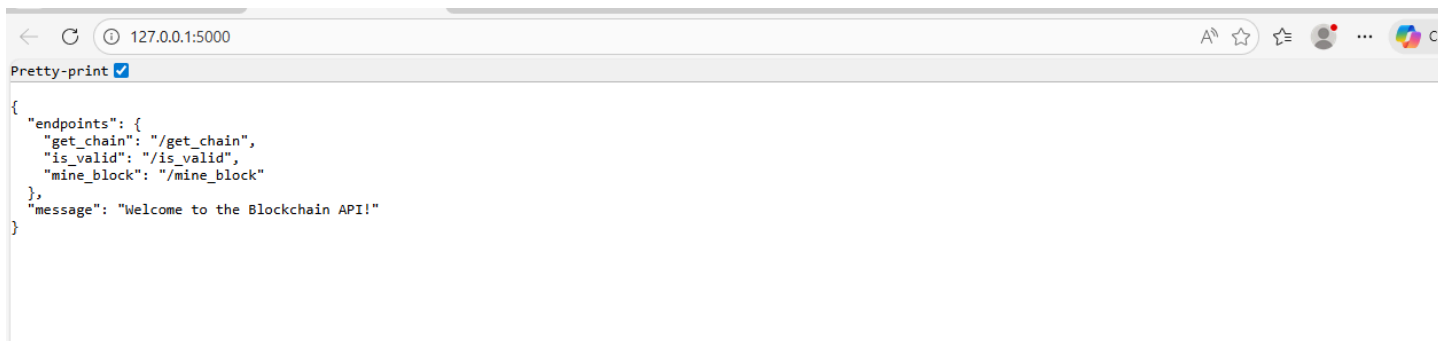 127.0.0.1:5000
Pretty-print
{
  "endpoints": {
    "get_chain": "/get_chain",
    "is_valid": "/is_valid",
    "mine_block": "/mine_block"
  },
  "message": "Welcome to the Blockchain API!"
}